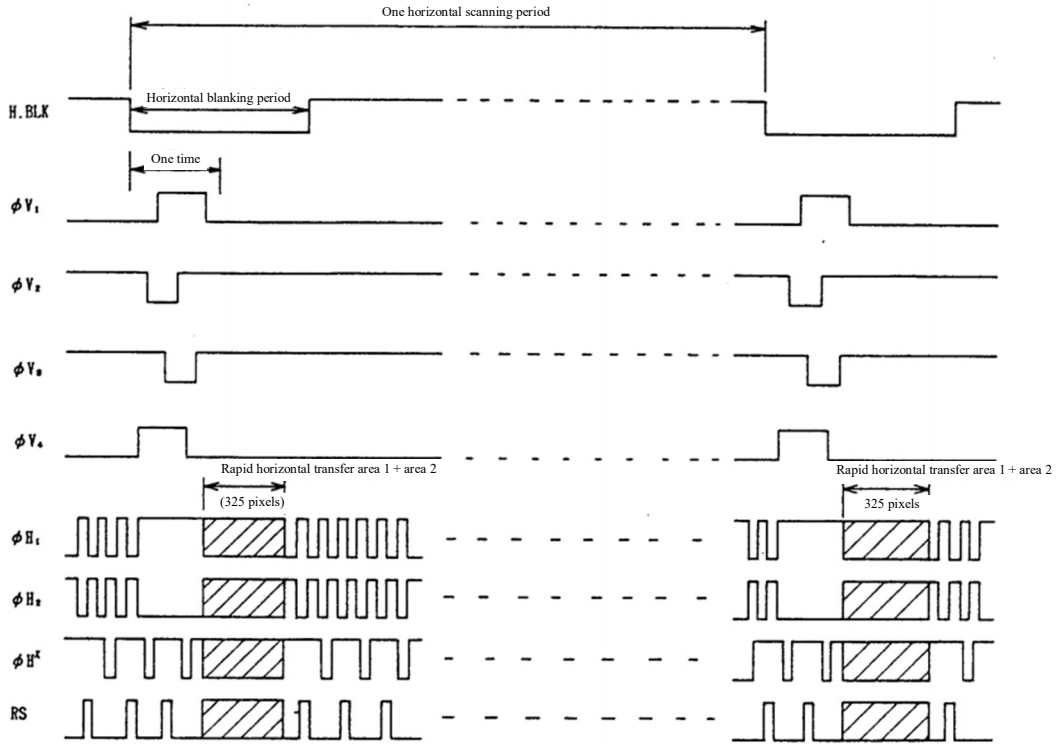 One horizontal scanning period
Horizontal blanking period
H.BLK
One time
φV₁
φV₂
φV₃
φV₄
Rapid horizontal transfer area 1 + area 2 Rapid horizontal transfer area 1 + area 2
(325 pixels) 325 pixels
φH₁
φH₂
φHᴵ
RS